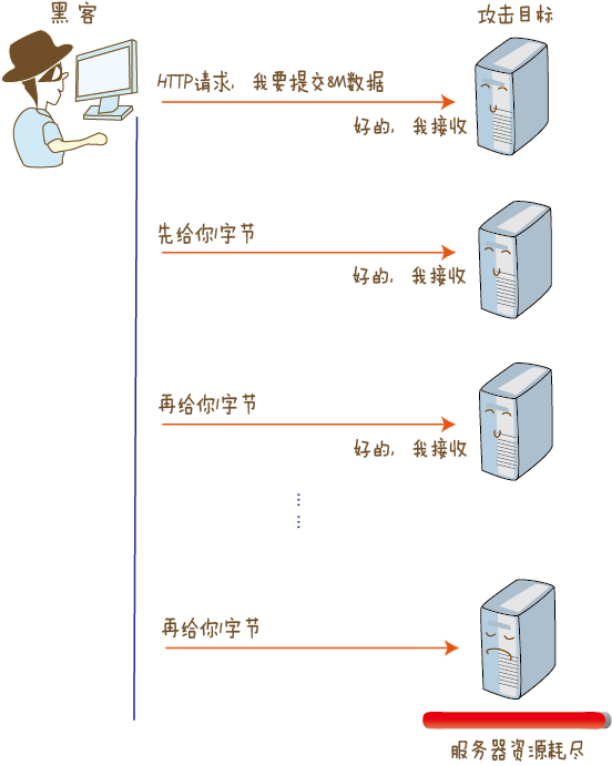 黑客
攻击目标
HTTP请求，我要提交8M数据
好的，我接收
先给你1字节
好的，我接收
再给你1字节
好的，我接收
……
再给你1字节
服务器资源耗尽